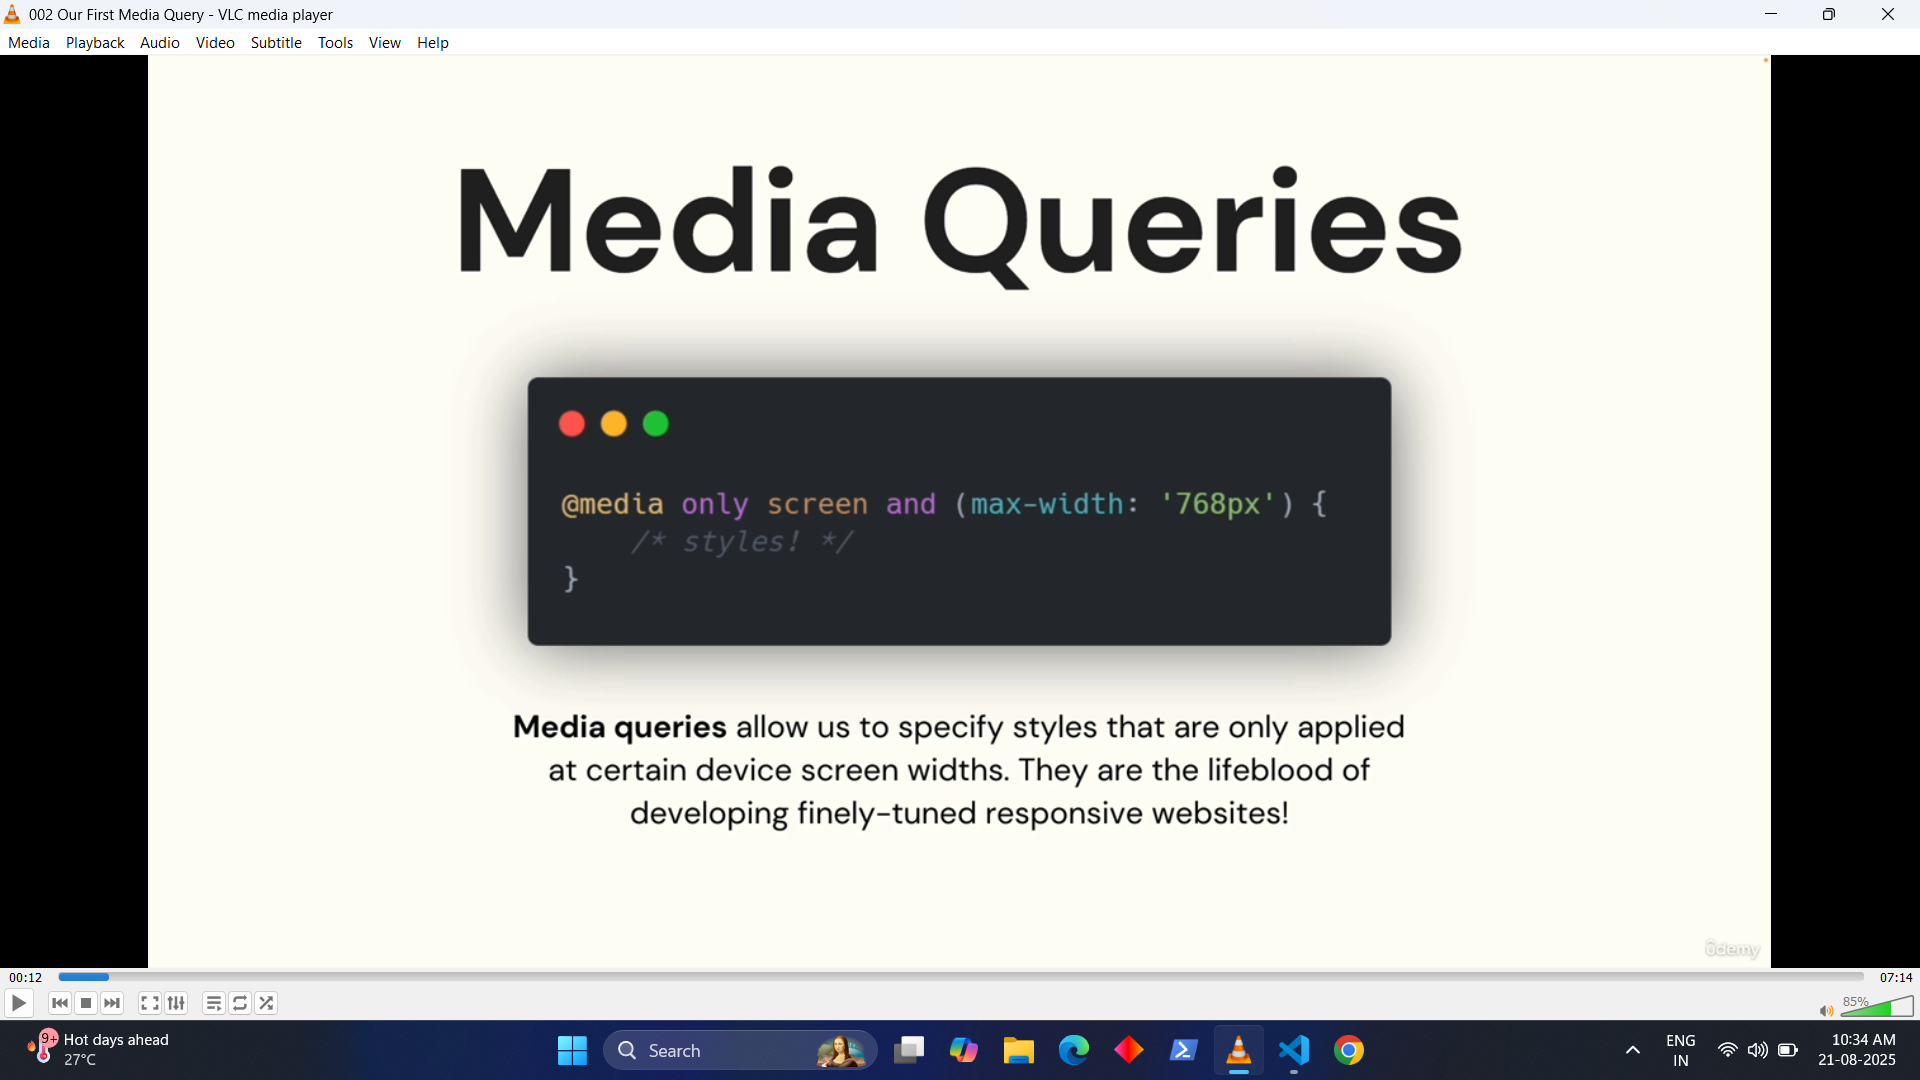 002 Our First Media Query - VLC media player
Media Playback Audio Video Subtitle Tools View Help
Media Queries
@media only screen and (max-width: '768px') {
/* styles! */
}
Media queries allow us to specify styles that are only applied
at certain device screen widths. They are the lifeblood of
developing finely-tuned responsive websites!
ûdemy
00:12
07:14
85%
9+
Hot days ahead
27°C
Search
ENG
IN
10:34 AM
21-08-2025